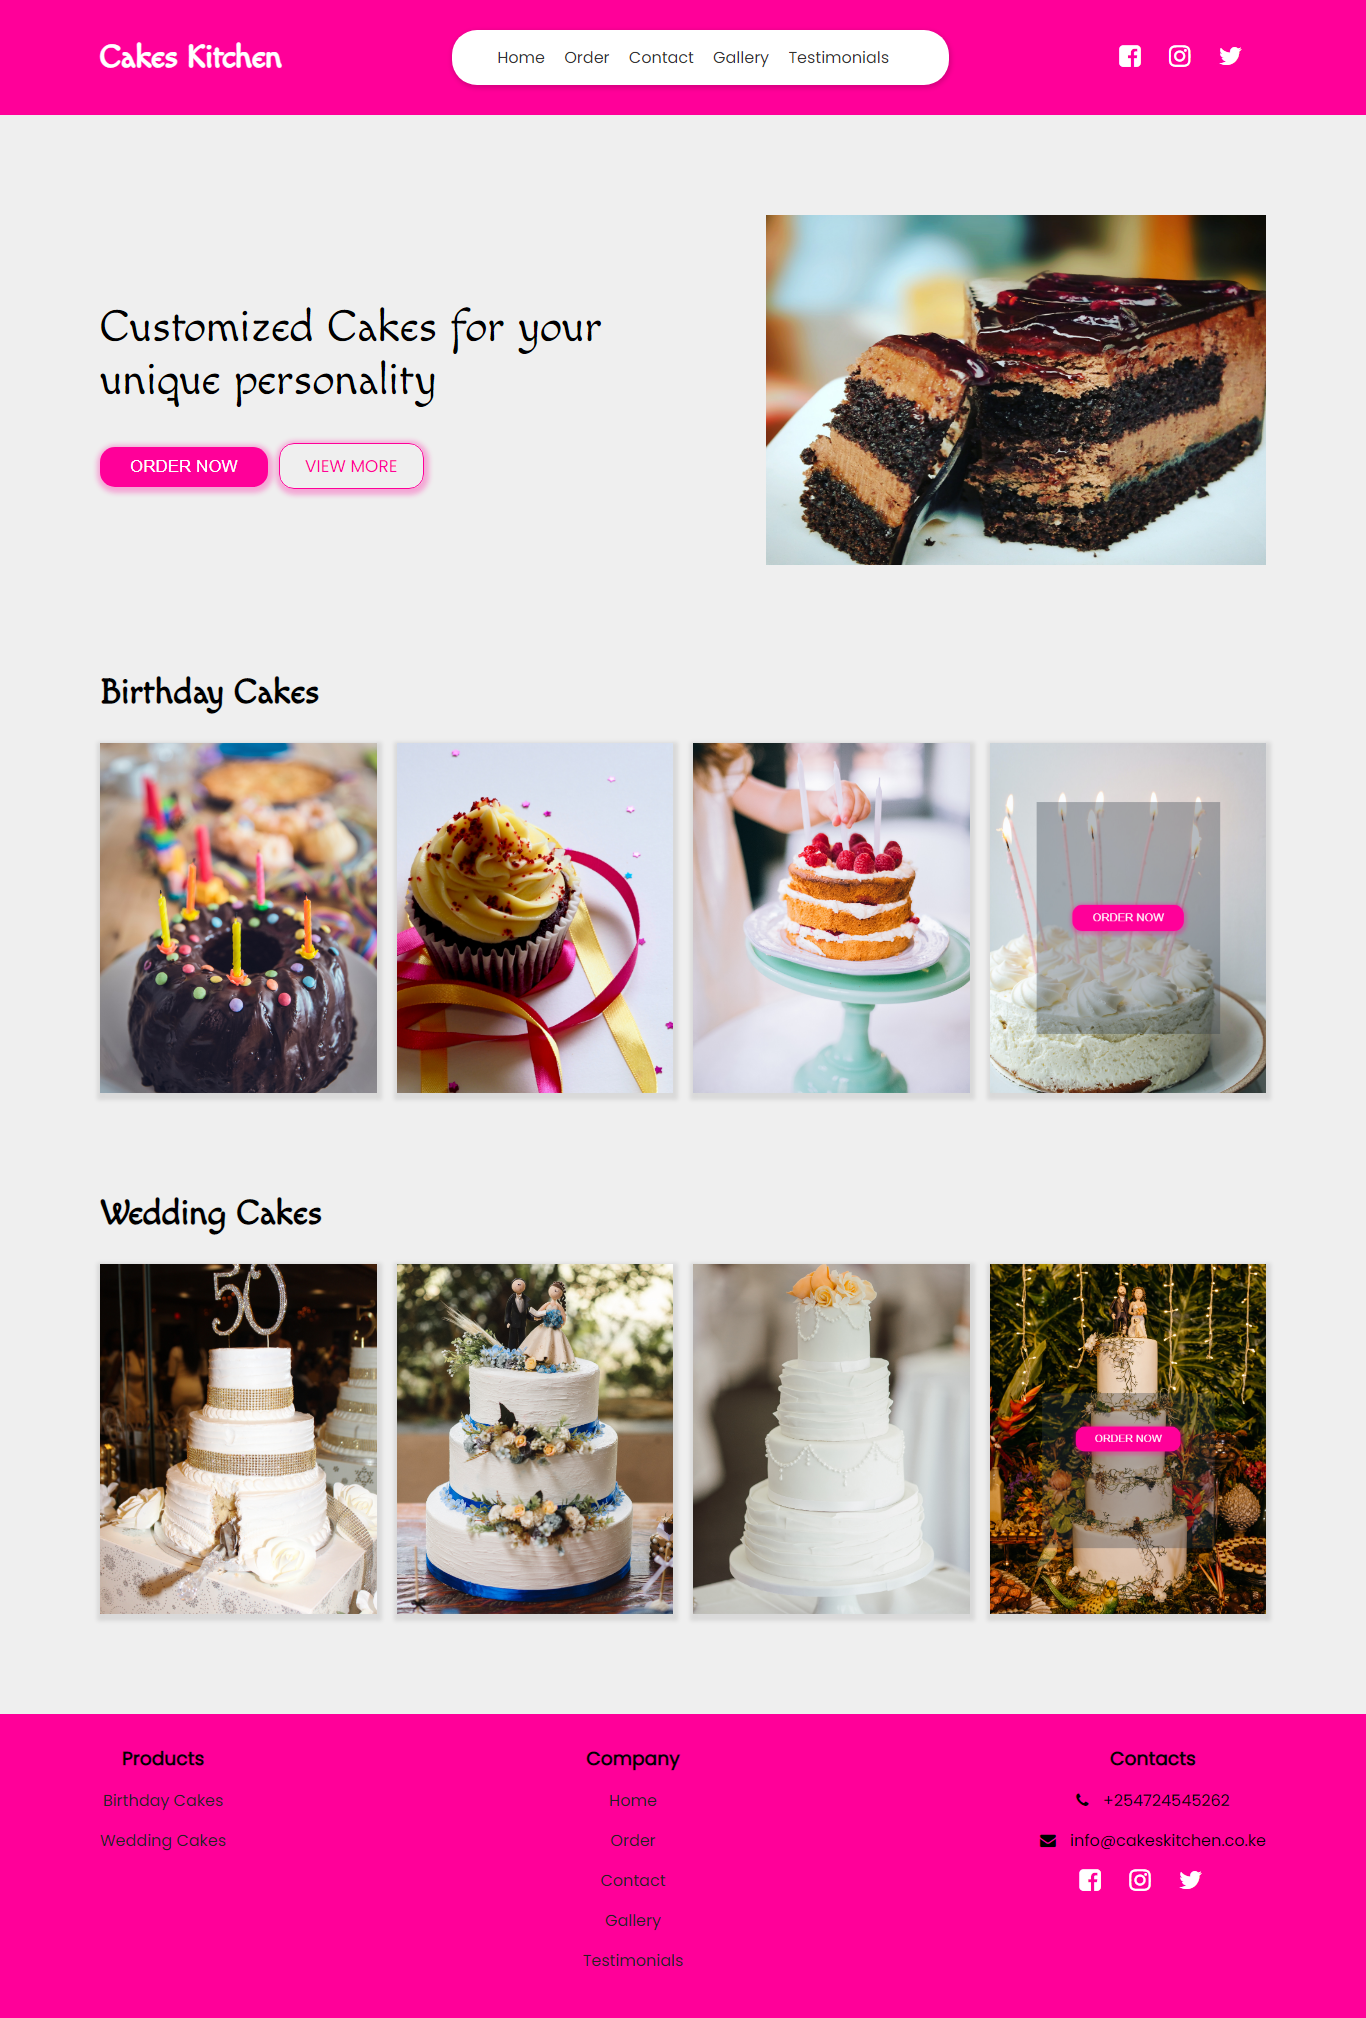 Cakes Kitchen
Home Order Contact Gallery Testimonials
Customized Cakes for your
unique personality
ORDER NOW
VIEW MORE
Birthday Cakes
ORDER NOW
Wedding Cakes
50
ORDER NOW
Products
Birthday Cakes
Wedding Cakes
Company
Home
Order
Contact
Gallery
Testimonials
Contacts
+254724545262
info@cakeskitchen.co.ke